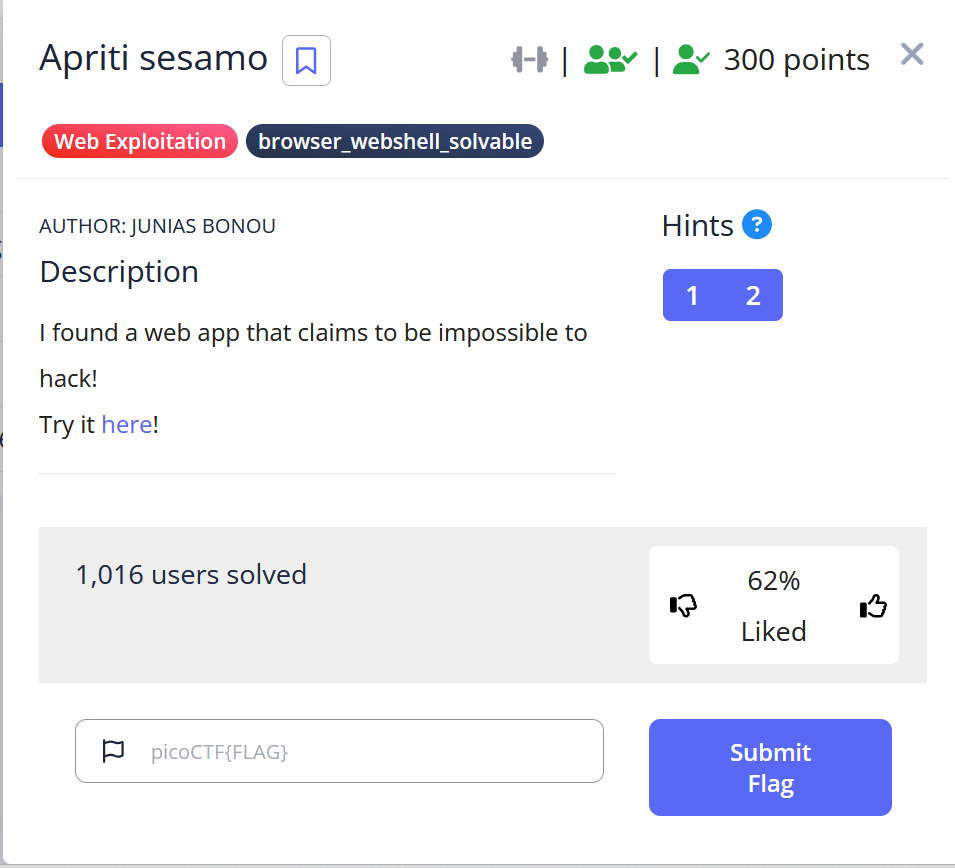 Apriti sesamo
| | 300 points
Web Exploitation browser_webshell_solvable
AUTHOR: JUNIAS BONOU
Hints ?
Description
1 2
I found a web app that claims to be impossible to
hack!
Try it here!
1,016 users solved
62%
Liked
picoCTF{FLAG}
Submit
Flag